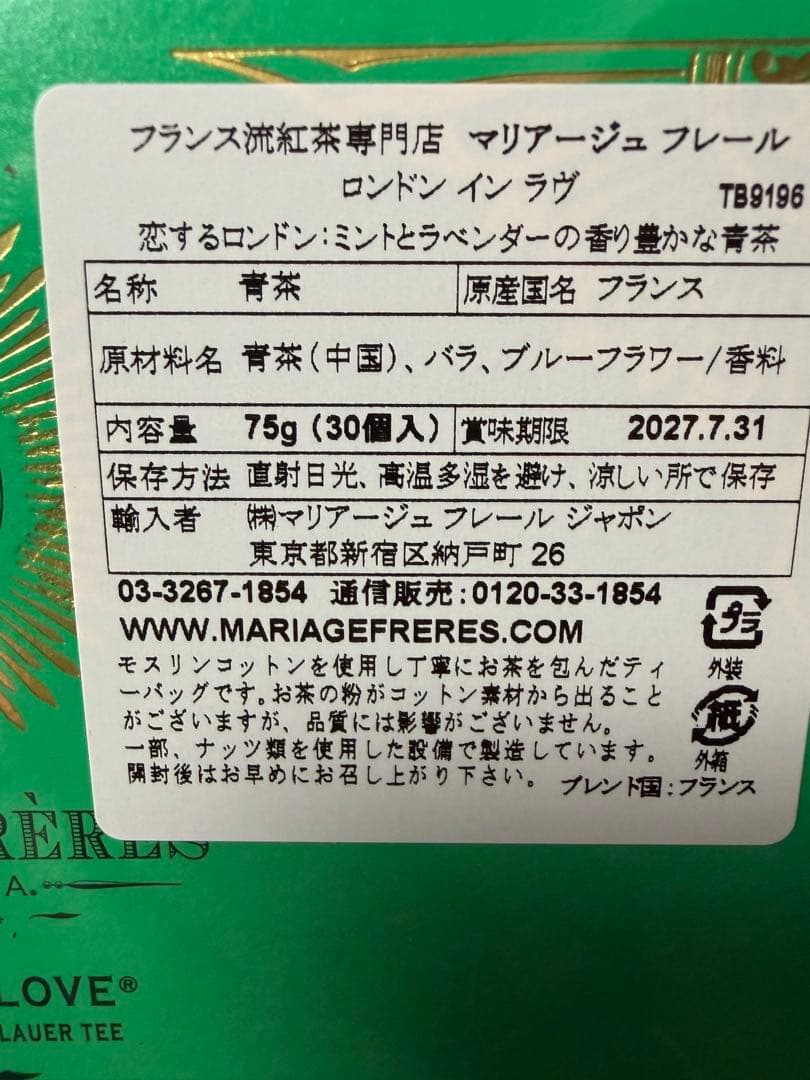 フランス流紅茶専門店 マリアージュ フレール
ロンドン イン ラヴ TB9196
恋するロンドン:ミントとラベンダーの香り豊かな青茶
名称 青茶 原産国名 フランス
原材料名 青茶(中国)、バラ、ブルーフラワー/香料
内容量 75g(30個入) 賞味期限 2027.7.31
保存方法 直射日光、高温多湿を避け、涼しい所で保存
輸入者 ㈱マリアージュ フレール ジャポン
東京都新宿区納戸町 26
03-3267-1854 通信販売:0120-33-1854
WWW.MARIAGEFRERES.COM
プラ
外装
モスリンコットンを使用し丁寧にお茶を包んだティ
ーバッグです。お茶の粉がコットン素材から出ること
がございますが、品質には影響がございません。
一部、ナッツ類を使用した設備で製造しています。
開封後はお早めにお召し上がり下さい。
紙
外箱
ブレンド国:フランス
RÈRES
A.
LOVE®
LAUER TEE